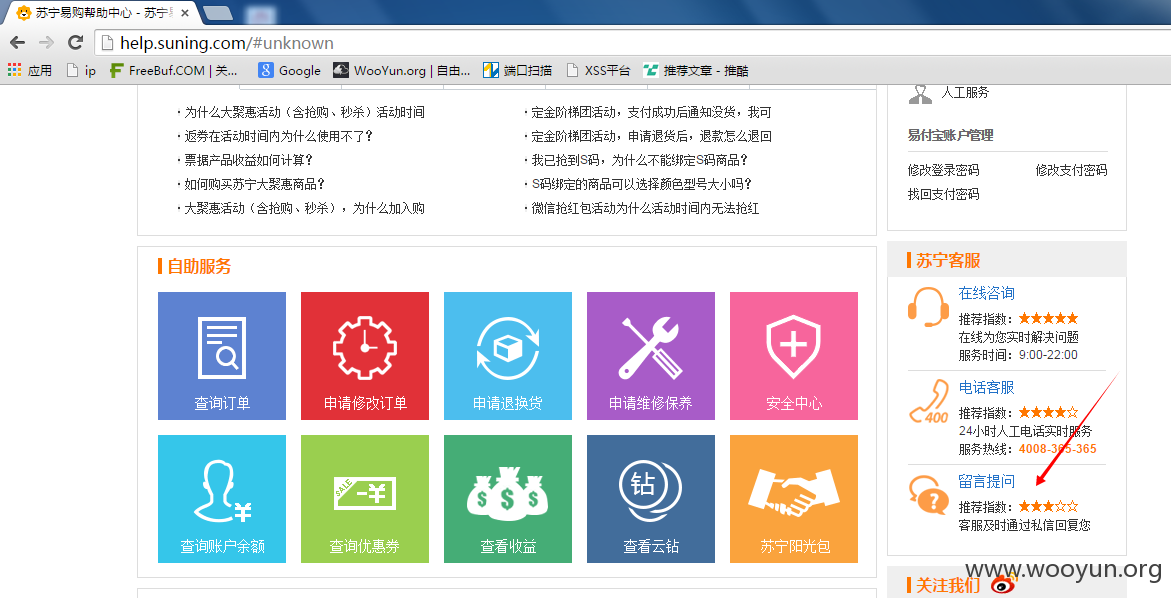 苏宁易购帮助中心 - 苏宁
help.suning.com/#unknown
应用 ip FreeBuf.COM | 关... Google WooYun.org | 自由... 端口扫描 XSS平台 推荐文章 - 推酷
· 为什么大聚惠活动（含抢购、秒杀）活动时间
· 返券在活动时间内为什么使用不了？
· 票据产品收益如何计算？
· 如何购买苏宁大聚惠商品？
· 大聚惠活动（含抢购、秒杀），为什么加入购
· 定金阶梯团活动，支付成功后通知没货，我可
· 定金阶梯团活动，申请退货后，退款怎么退回
· 我已抢到S码，为什么不能绑定S码商品？
· S码绑定的商品可以选择颜色型号大小吗？
· 微信抢红包活动为什么活动时间内无法抢红
人工服务
易付宝账户管理
修改登录密码 修改支付密码
找回支付密码
自助服务
查询订单 申请修改订单 申请退换货 申请维修保养 安全中心
SALE -¥ ¥ $ $ $ 钻
查询账户余额 查询优惠券 查看收益 查看云钻 苏宁阳光包
苏宁客服
在线咨询
推荐指数：★★★★★
在线为您实时解决问题
服务时间：9:00-22:00
400
电话客服
推荐指数：★★★★☆
24小时人工电话实时服务
服务热线：4008-365-365
?
留言提问
推荐指数：★★★☆☆
客服及时通过私信回复您
关注我们
www.wooyun.org